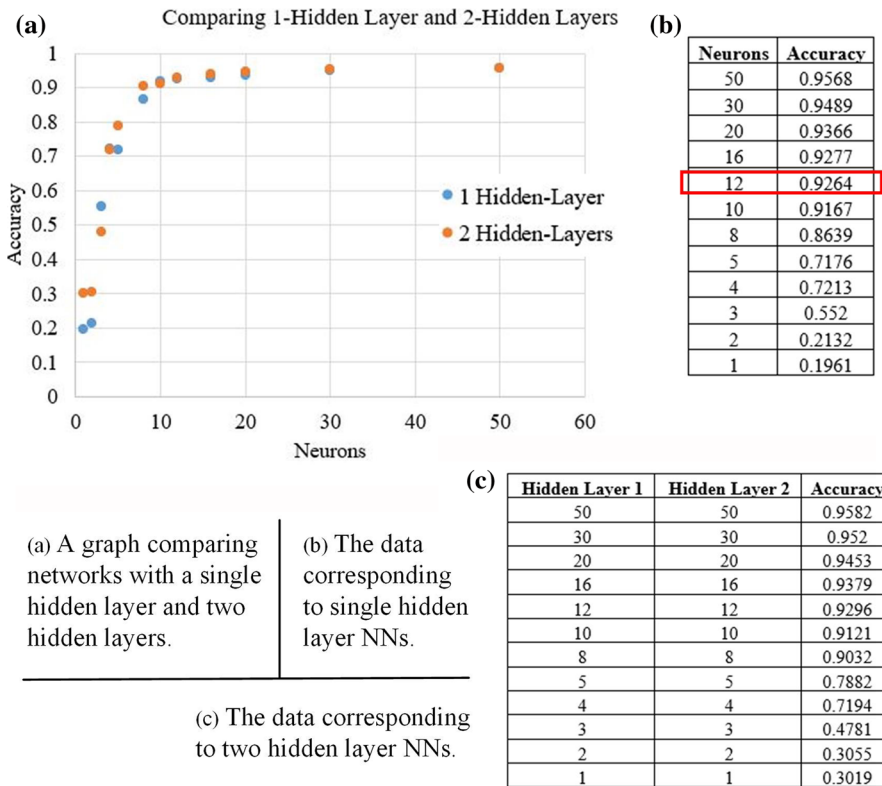 (a)
Comparing 1-Hidden Layer and 2-Hidden Layers
1
0.9
0.8
0.7
0.6
0.5
0.4
0.3
0.2
0.1
0
Accuracy
0 10 20 30 40 50 60
Neurons
1 Hidden-Layer
2 Hidden-Layers
(b)
Neurons Accuracy
50 0.9568
30 0.9489
20 0.9366
16 0.9277
12 0.9264
10 0.9167
8 0.8639
5 0.7176
4 0.7213
3 0.552
2 0.2132
1 0.1961
(a) A graph comparing
networks with a single
hidden layer and two
hidden layers.
(b) The data
corresponding
to single hidden
layer NNs.
(c) The data corresponding
to two hidden layer NNs.
(c)
Hidden Layer 1 Hidden Layer 2 Accuracy
50 50 0.9582
30 30 0.952
20 20 0.9453
16 16 0.9379
12 12 0.9296
10 10 0.9121
8 8 0.9032
5 5 0.7882
4 4 0.7194
3 3 0.4781
2 2 0.3055
1 1 0.3019